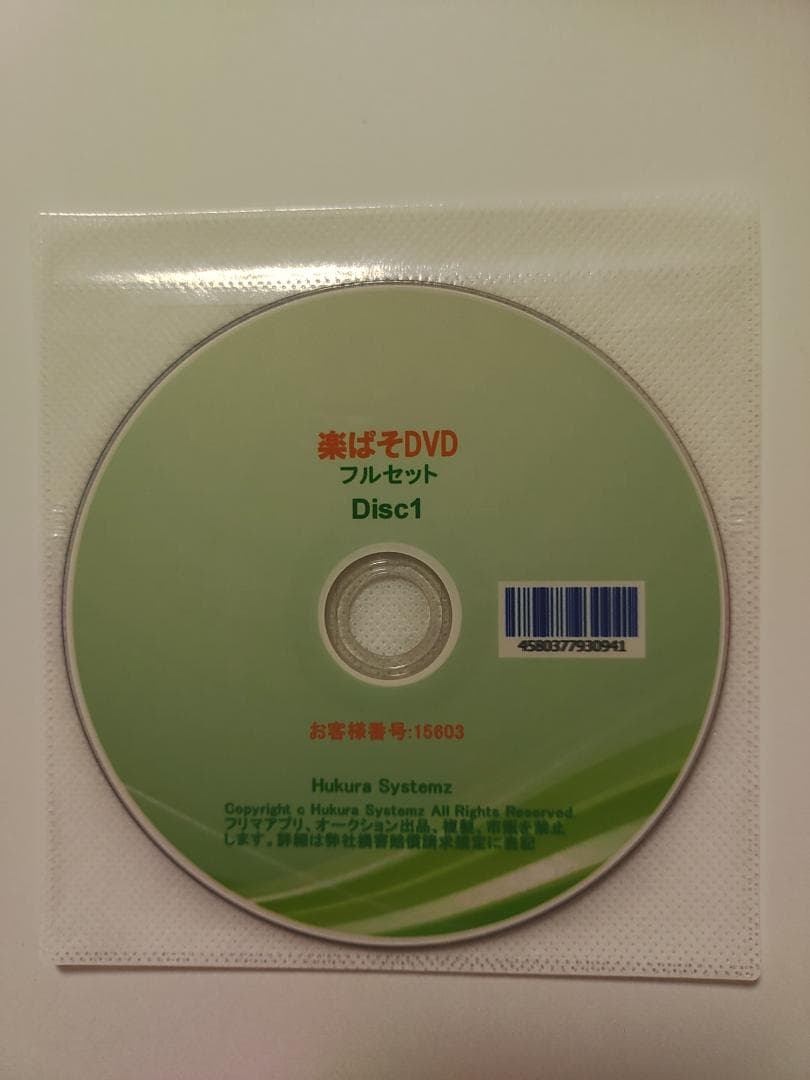 楽ぱそDVD
フルセット
Disc1
4580377930941
お客様番号:15603
Hukura Systemz
Copyright c Hukura Systemz All Rights Reserved.
フリマアプリ、オークション出品、複製、市販を禁止
します。詳細は弊社損害賠償請求規定に表記